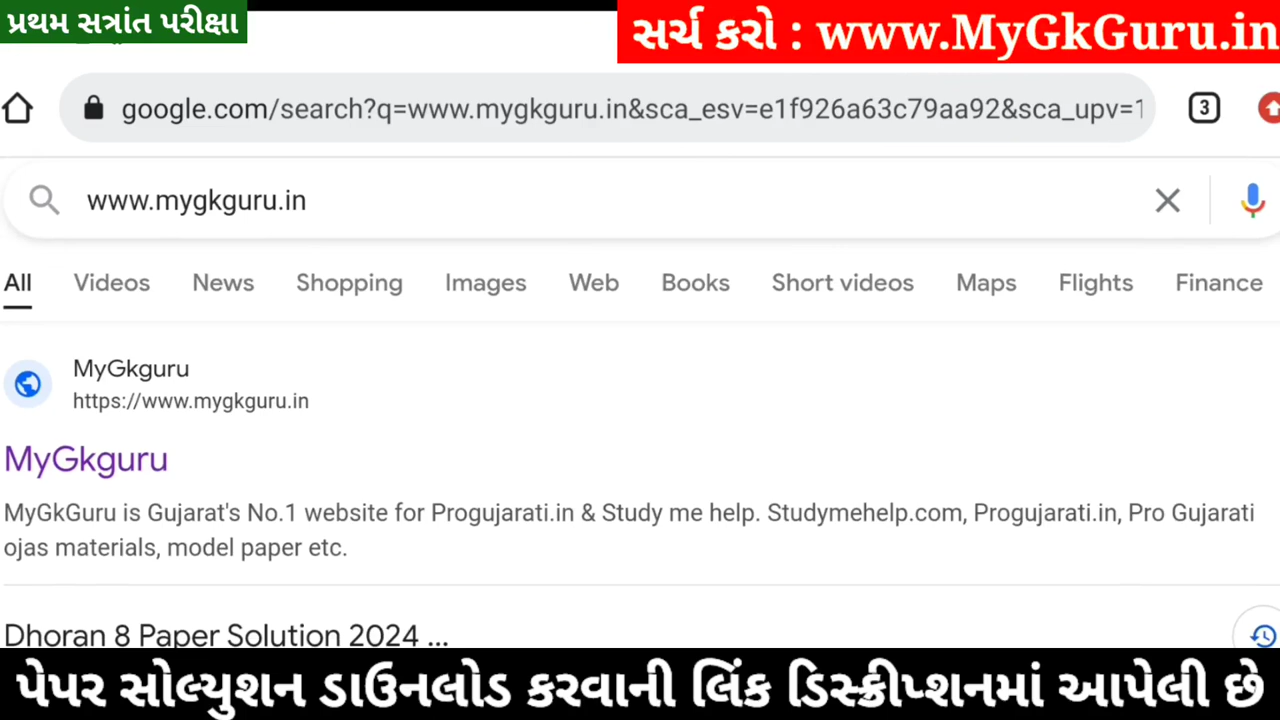 પ્રથમ સત્રાંત પરીક્ષા
સર્ચ કરો : www.MyGkGuru.in
google.com/search?q=www.mygkguru.in&sca_esv=e1f926a63c79aa92&sca_upv=1
3
www.mygkguru.in
All Videos News Shopping Images Web Books Short videos Maps Flights Finance
MyGkguru
https://www.mygkguru.in
MyGkguru
MyGkGuru is Gujarat's No.1 website for Progujarati.in & Study me help. Studymehelp.com, Progujarati.in, Pro Gujarati
ojas materials, model paper etc.
Dhoran 8 Paper Solution 2024 ...
પેપર સોલ્યુશન ડાઉનલોડ કરવાની લિંક ડિસ્ક્રીપ્શનમાં આપેલી છે